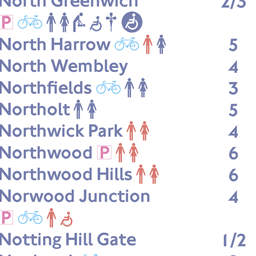 North Greenwich 2/3
P
North Harrow 5
North Wembley 4
Northfields 3
Northolt 5
Northwick Park 4
Northwood P 6
Northwood Hills 6
Norwood Junction 4
P
Notting Hill Gate 1/2